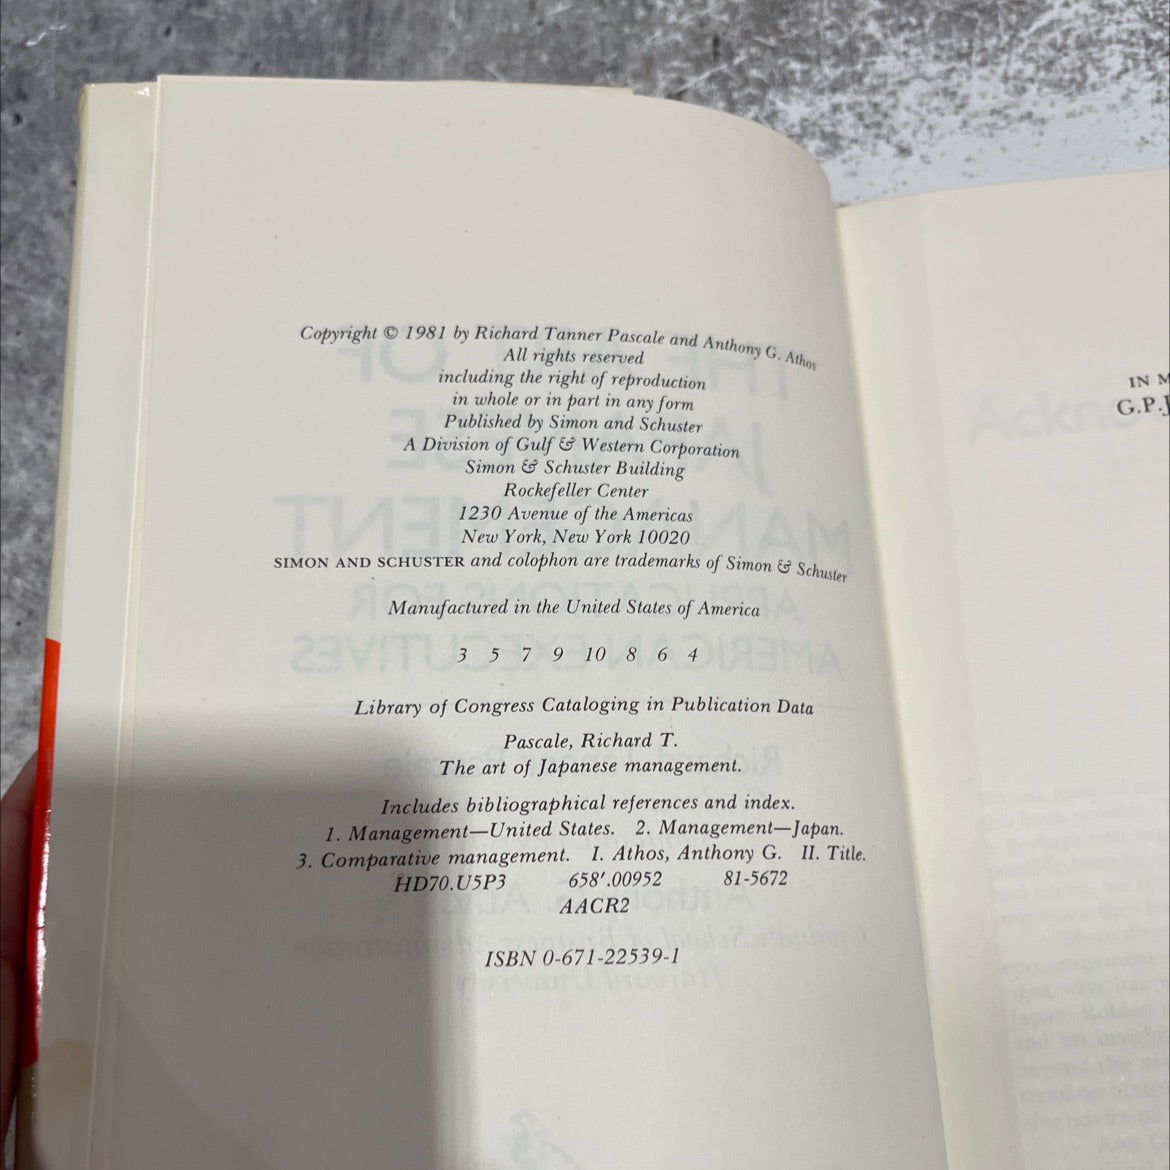 Copyright © 1981 by Richard Tanner Pascale and Anthony G. Athos
All rights reserved
including the right of reproduction
in whole or in part in any form
Published by Simon and Schuster
A Division of Gulf & Western Corporation
Simon & Schuster Building
Rockefeller Center
1230 Avenue of the Americas
New York, New York 10020
SIMON AND SCHUSTER and colophon are trademarks of Simon & Schuster
Manufactured in the United States of America
3 5 7 9 10 8 6 4
Library of Congress Cataloging in Publication Data
Pascale, Richard T.
The art of Japanese management.
Includes bibliographical references and index.
1. Management—United States. 2. Management—Japan.
3. Comparative management. I. Athos, Anthony G. II. Title.
HD70.U5P3 658′.00952 81-5672
AACR2
ISBN 0-671-22539-1
IN M
G.P.J